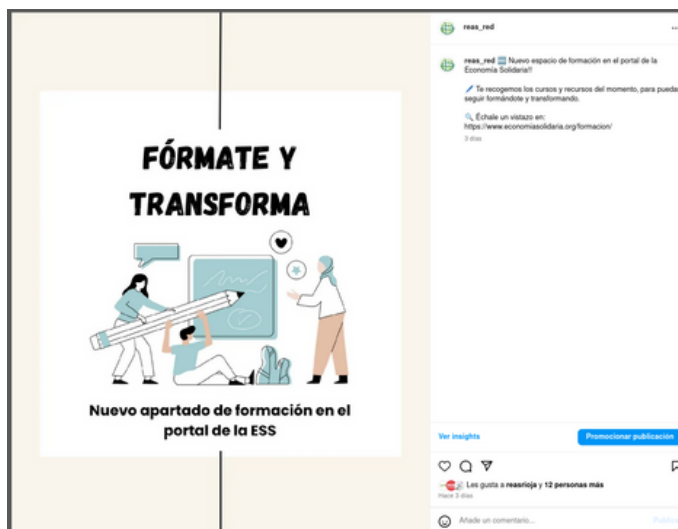 FÓRMATE Y
TRANSFORMA
Nuevo apartado de formación en el
portal de la ESS
reas_red
reas_red Nuevo espacio de formación en el portal de la
Economía Solidaria!!
Te recogemos los cursos y recursos del momento, para puedas
seguir formándote y transformando.
Échale un vistazo en:
https://www.economiasolidaria.org/formacion/
3 días
Ver insights
Promocionar publicación
Les gusta a reasrioja y 12 personas más
Hace 3 días
Añade un comentario...
Publicar